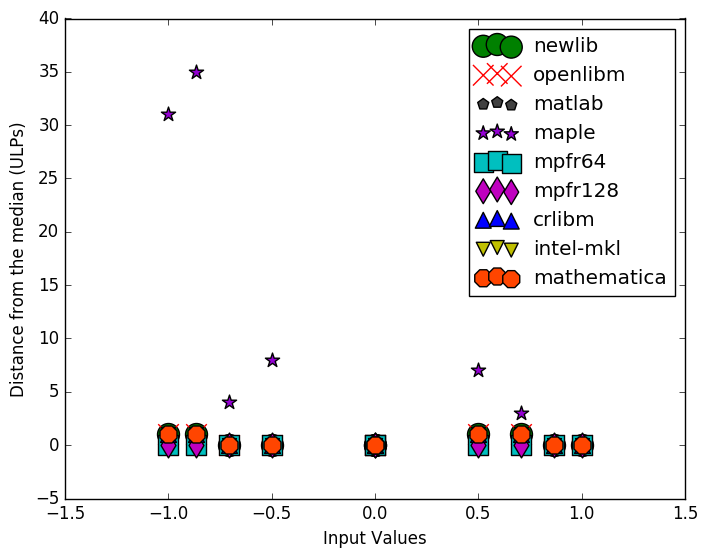 40
35
30
25
20
15
10
5
0
−5
Distance from the median (ULPs)
newlib
openlibm
matlab
maple
mpfr64
mpfr128
crlibm
intel-mkl
mathematica
−1.5 −1.0 −0.5 0.0 0.5 1.0 1.5
Input Values